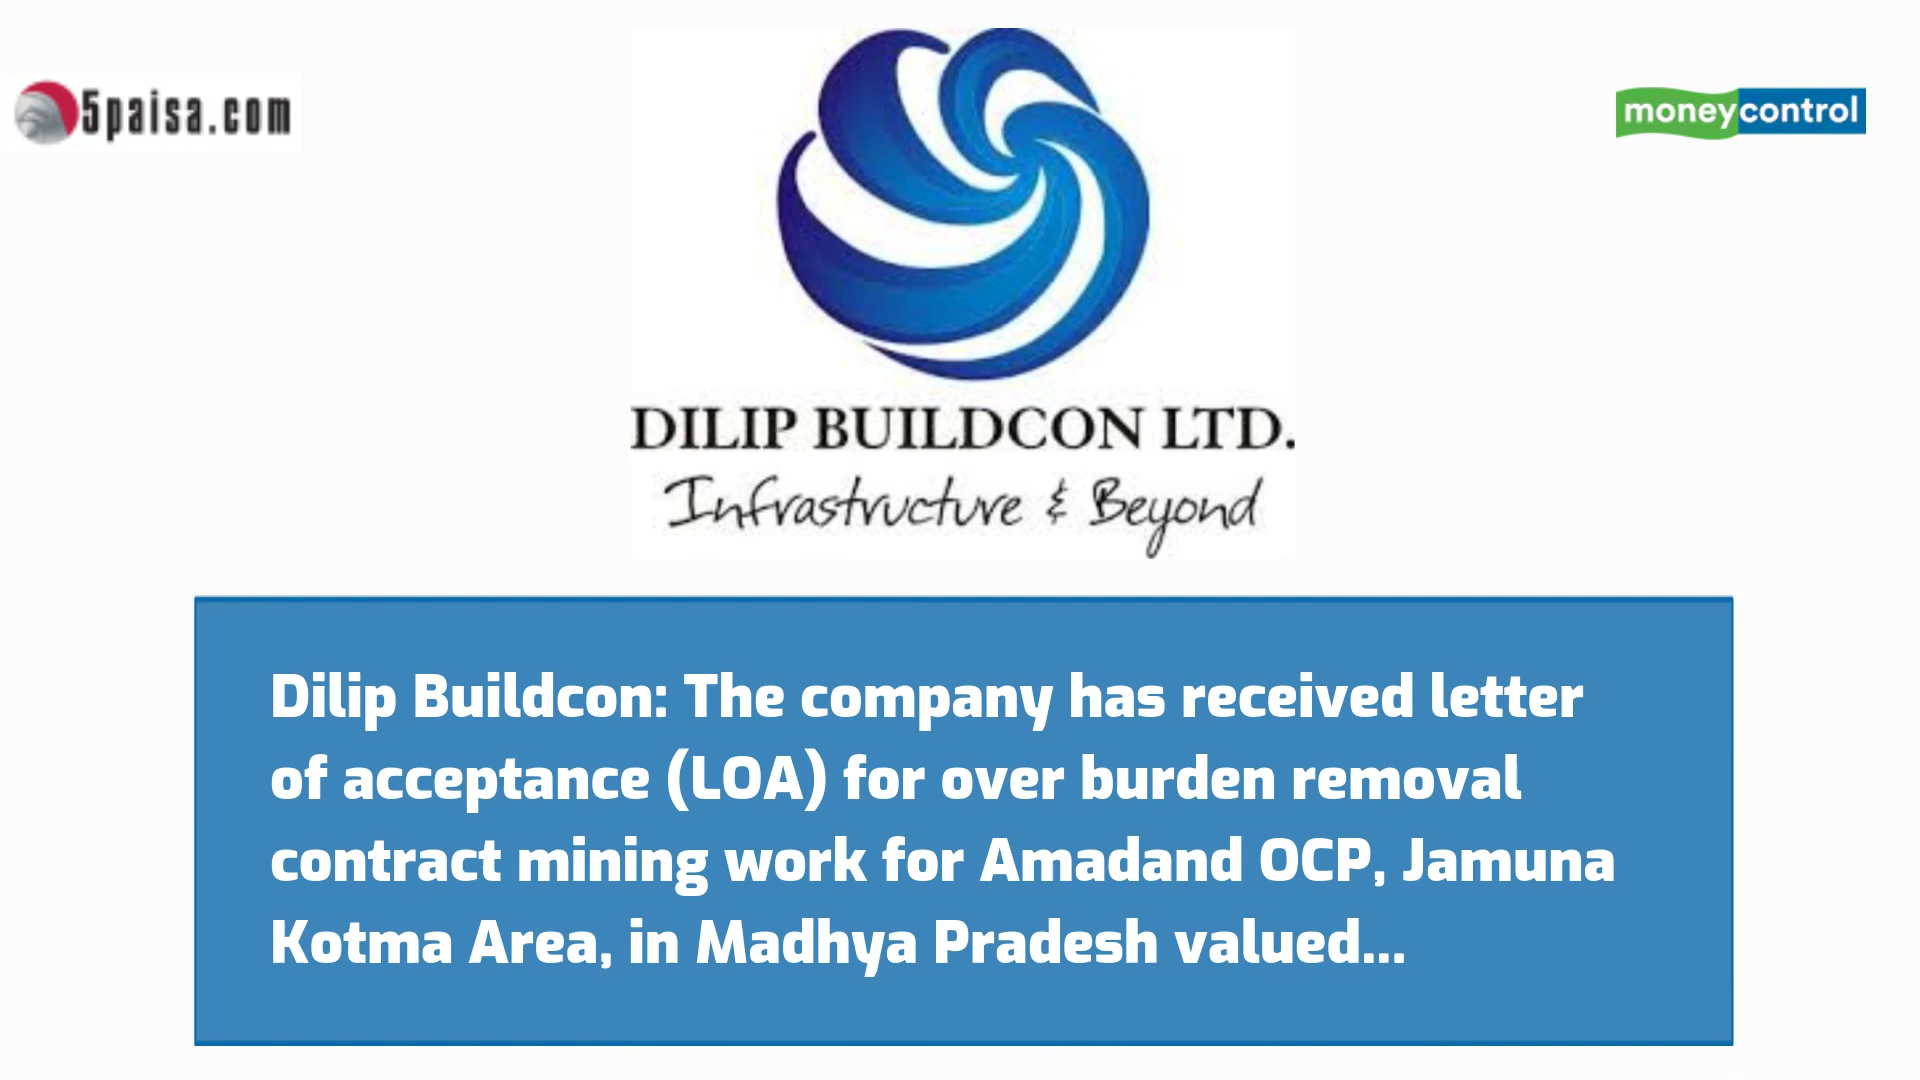 5paisa.com
moneycontrol
DILIP BUILDCON LTD.
Infrastructure & Beyond
Dilip Buildcon: The company has received letter
of acceptance (LOA) for over burden removal
contract mining work for Amadand OCP, Jamuna
Kotma Area, in Madhya Pradesh valued...